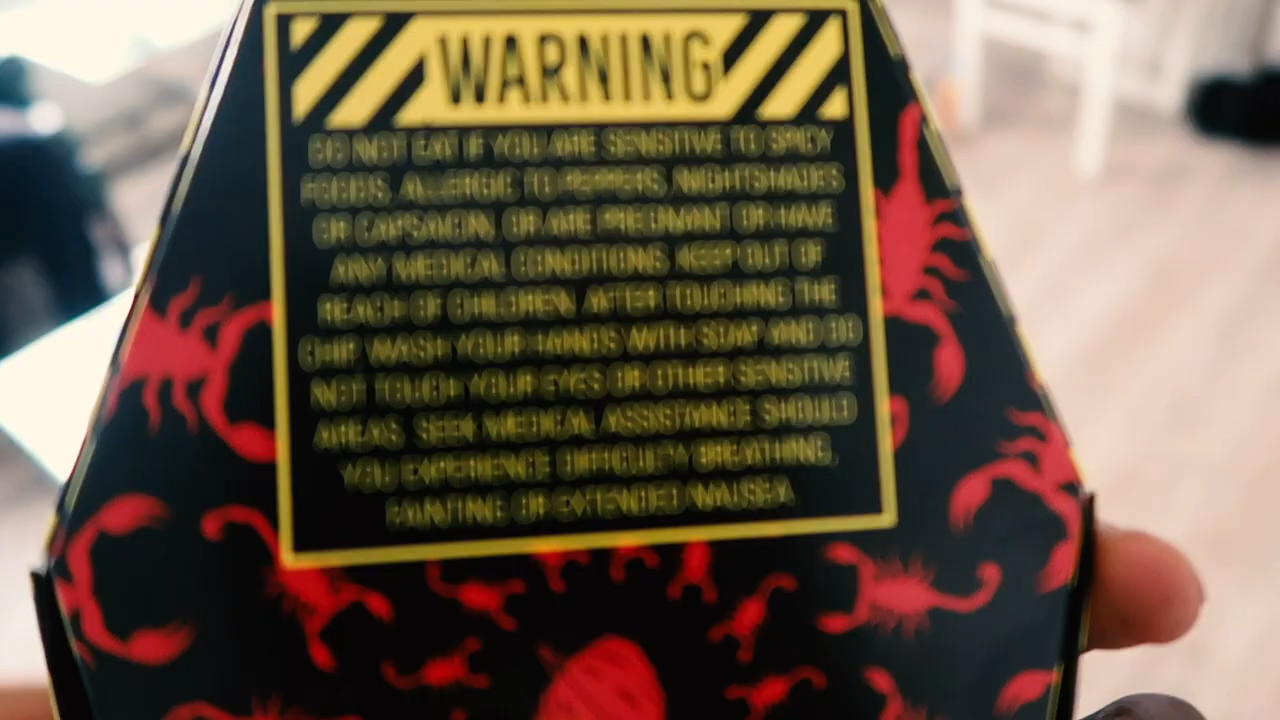 WARNING
DO NOT EAT IF YOU ARE SENSITIVE TO SPICY
FOODS, ALLERGIC TO PEPPERS, NIGHTSHADES
OR CAPSAICIN, OR ARE PREGNANT OR HAVE
ANY MEDICAL CONDITIONS. KEEP OUT OF
REACH OF CHILDREN. AFTER TOUCHING THE
CHIP WASH YOUR HANDS WITH SOAP AND DO
NOT TOUCH YOUR EYES OR OTHER SENSITIVE
AREAS. SEEK MEDICAL ASSISTANCE SHOULD
YOU EXPERIENCE DIFFICULTY BREATHING,
FAINTING OR EXTENDED NAUSEA.